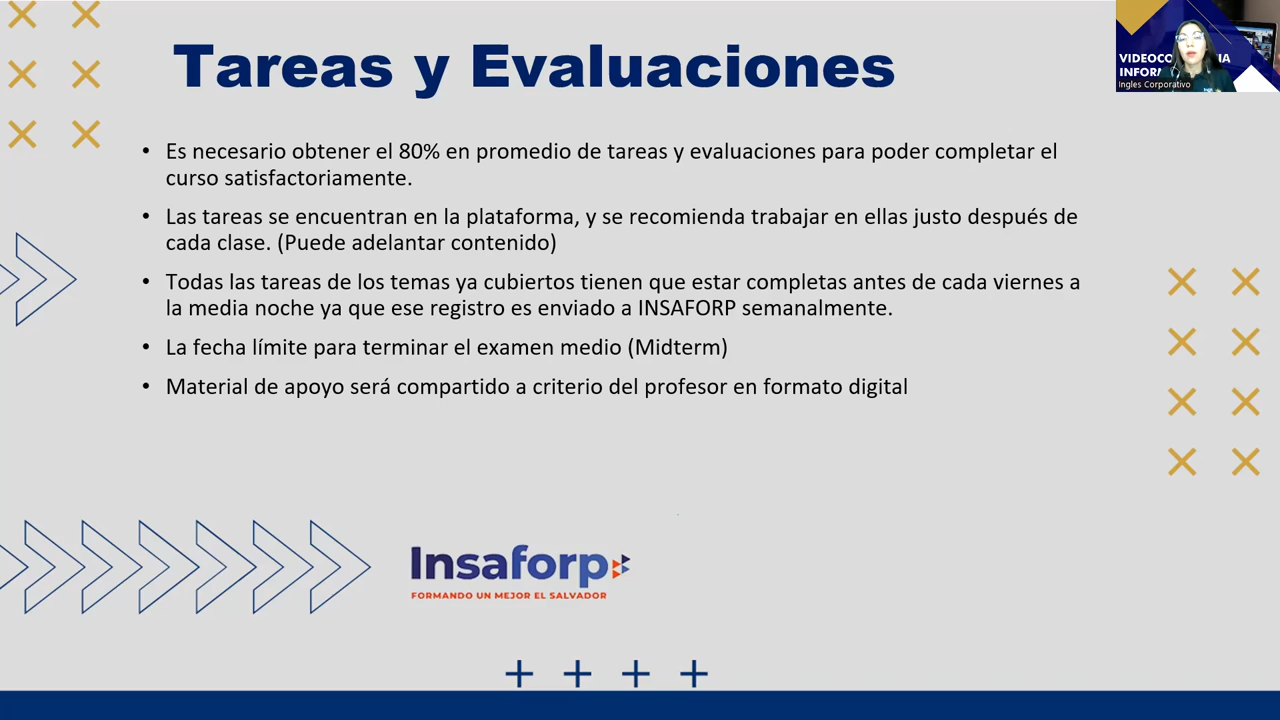 Tareas y Evaluaciones
• Es necesario obtener el 80% en promedio de tareas y evaluaciones para poder completar el
curso satisfactoriamente.
• Las tareas se encuentran en la plataforma, y se recomienda trabajar en ellas justo después de
cada clase. (Puede adelantar contenido)
• Todas las tareas de los temas ya cubiertos tienen que estar completas antes de cada viernes a
la media noche ya que ese registro es enviado a INSAFORP semanalmente.
• La fecha límite para terminar el examen medio (Midterm)
• Material de apoyo será compartido a criterio del profesor en formato digital
Ingles Corporativo
Insaforp
FORMANDO UN MEJOR EL SALVADOR